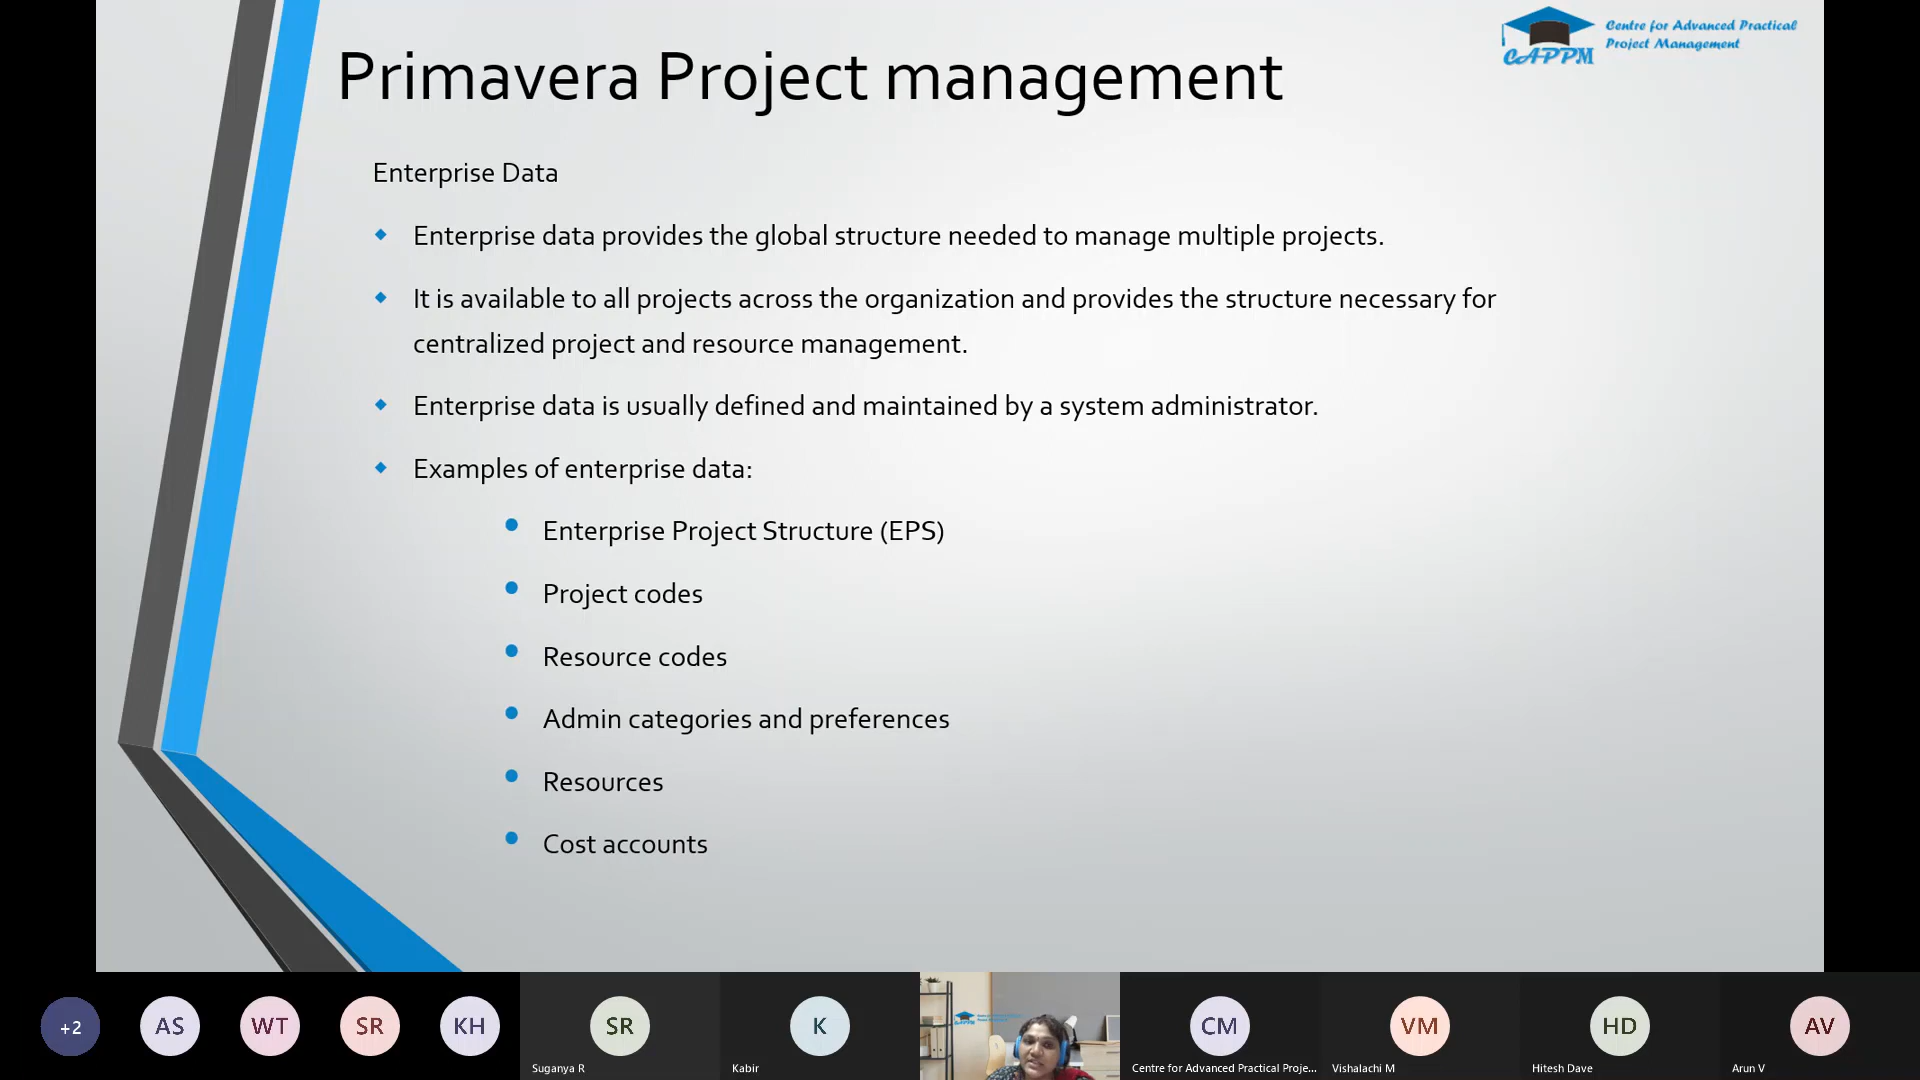 Primavera Project management
CAPPM
Centre for Advanced Practical
Project Management
Enterprise Data
Enterprise data provides the global structure needed to manage multiple projects.
It is available to all projects across the organization and provides the structure necessary for
centralized project and resource management.
Enterprise data is usually defined and maintained by a system administrator.
Examples of enterprise data:
Enterprise Project Structure (EPS)
Project codes
Resource codes
Admin categories and preferences
Resources
Cost accounts
+2
AS
WT
SR
KH
SR
K
CM
VM
HD
AV
Suganya R
Kabir
Centre for Advanced Practical Proje...
Vishalachi M
Hitesh Dave
Arun V